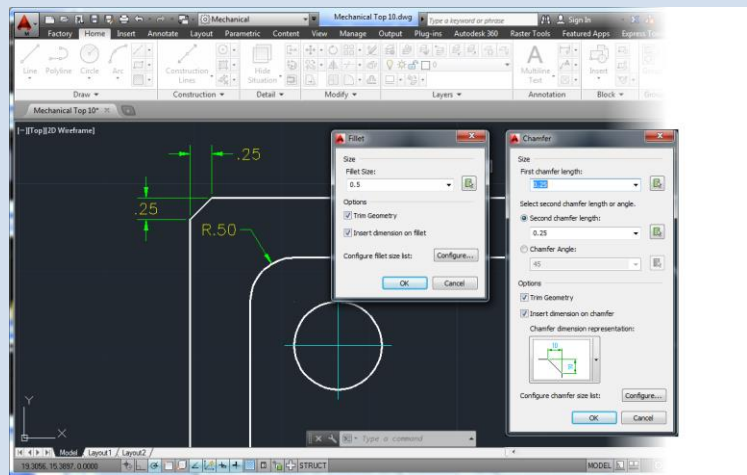 Mechanical
Mechanical Top 10.dwg
Type a keyword or phrase
Sign In
Factory Home Insert Annotate Layout Parametric Content View Manage Output Plug-ins Autodesk 360 Raster Tools Featured Apps Express
Line Polyline Circle Arc
Construction Lines
Hide Situation
Multiline Text
Insert
Draw
Construction
Detail
Modify
Layers
Annotation
Block
0
Mechanical Top 10*
[-][Top][2D Wireframe]
.25
.25
R.50
Fillet
Size
Fillet Size:
0.5
Options
Trim Geometry
Insert dimension on fillet
Configure fillet size list: Configure...
OK Cancel
Chamfer
Size
First chamfer length:
0.25
Select second chamfer length or angle.
Second chamfer length:
0.25
Chamfer Angle:
45
Options
Trim Geometry
Insert dimension on chamfer
Chamfer dimension representation:
10
Configure chamfer size list: Configure...
OK Cancel
Y
X
Type a command
Model Layout1 Layout2
19.3056, 15.3897, 0.0000
STRUCT
MODEL